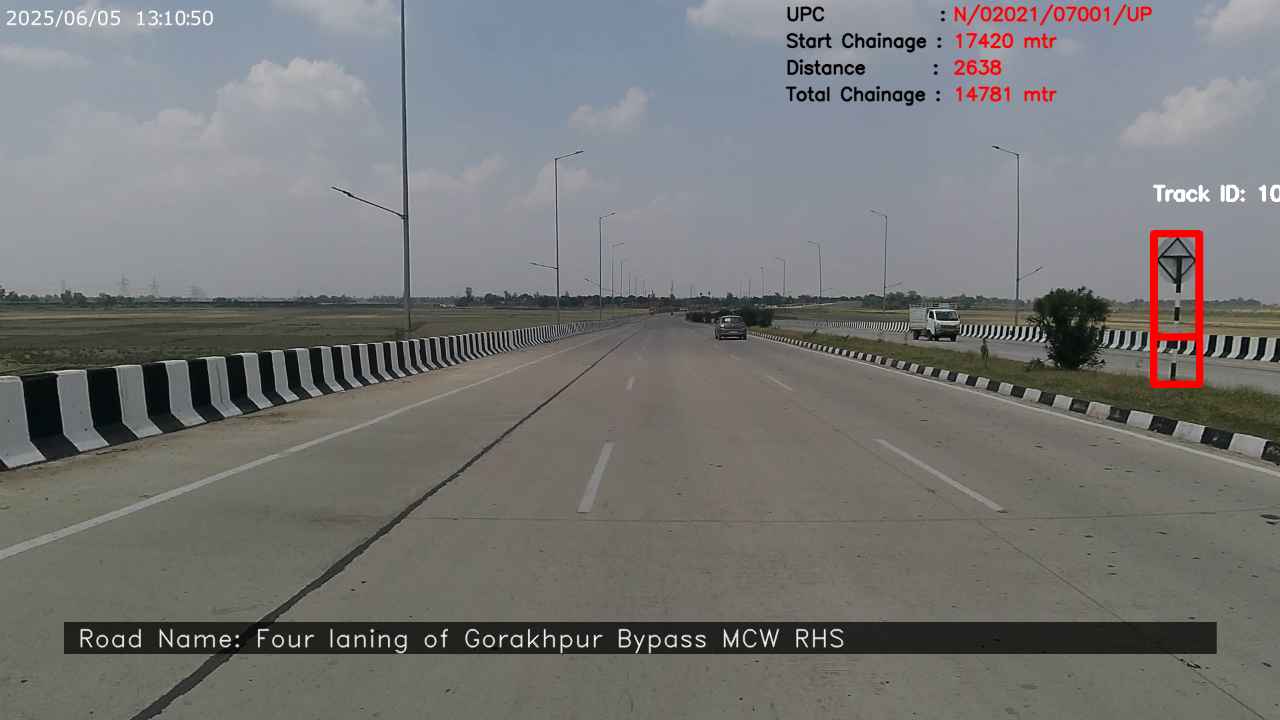 2025/06/05 13:10:50
UPC : N/02021/07001/UP
Start Chainage : 17420 mtr
Distance : 2638
Total Chainage : 14781 mtr
Track ID: 10
Road Name: Four laning of Gorakhpur Bypass MCW RHS